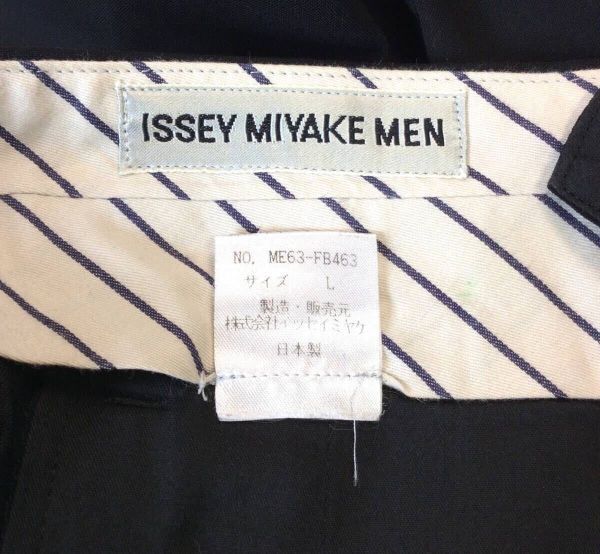 ISSEY MIYAKE MEN
NO. ME63-FB463
サイズ L
製造・販売元
株式会社イッセイミヤケ
日本製